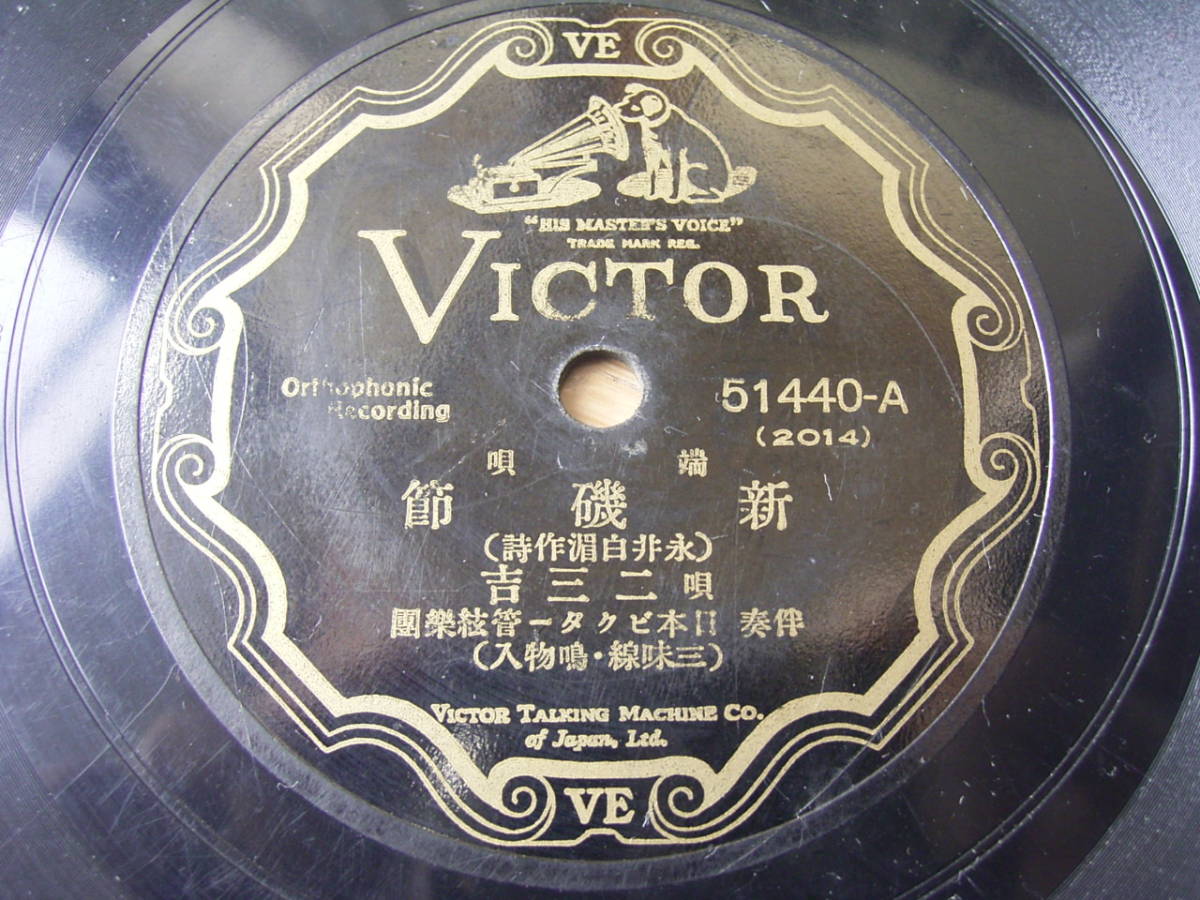 VE
"HIS MASTER'S VOICE"
TRADE MARK REG.
VICTOR
Orthophonic
Recording
51440-A
(2014)
端唄
新磯節
(永非白湄作詩)
唄 二三吉
伴奏 日本ビクター管絃樂團
(三味線・鳴物入)
VICTOR TALKING MACHINE CO.
of Japan, Ltd.
VE